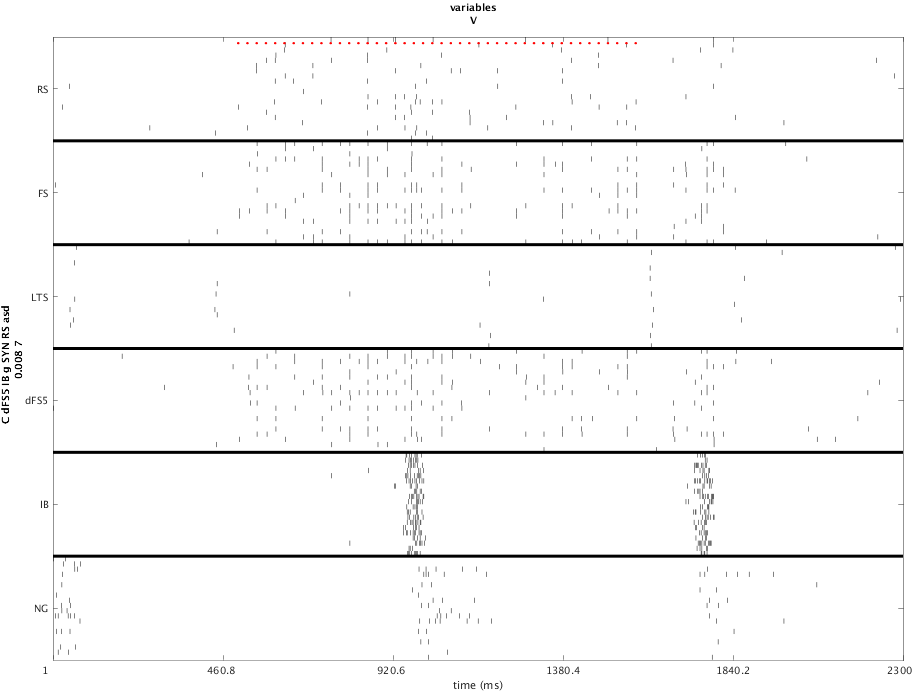 variables
V
RS
FS
LTS
dFS5
IB
NG
C dFS5 IB g SYN RS asd
0.008 7
1
460.8
920.6
1380.4
1840.2
2300
time (ms)